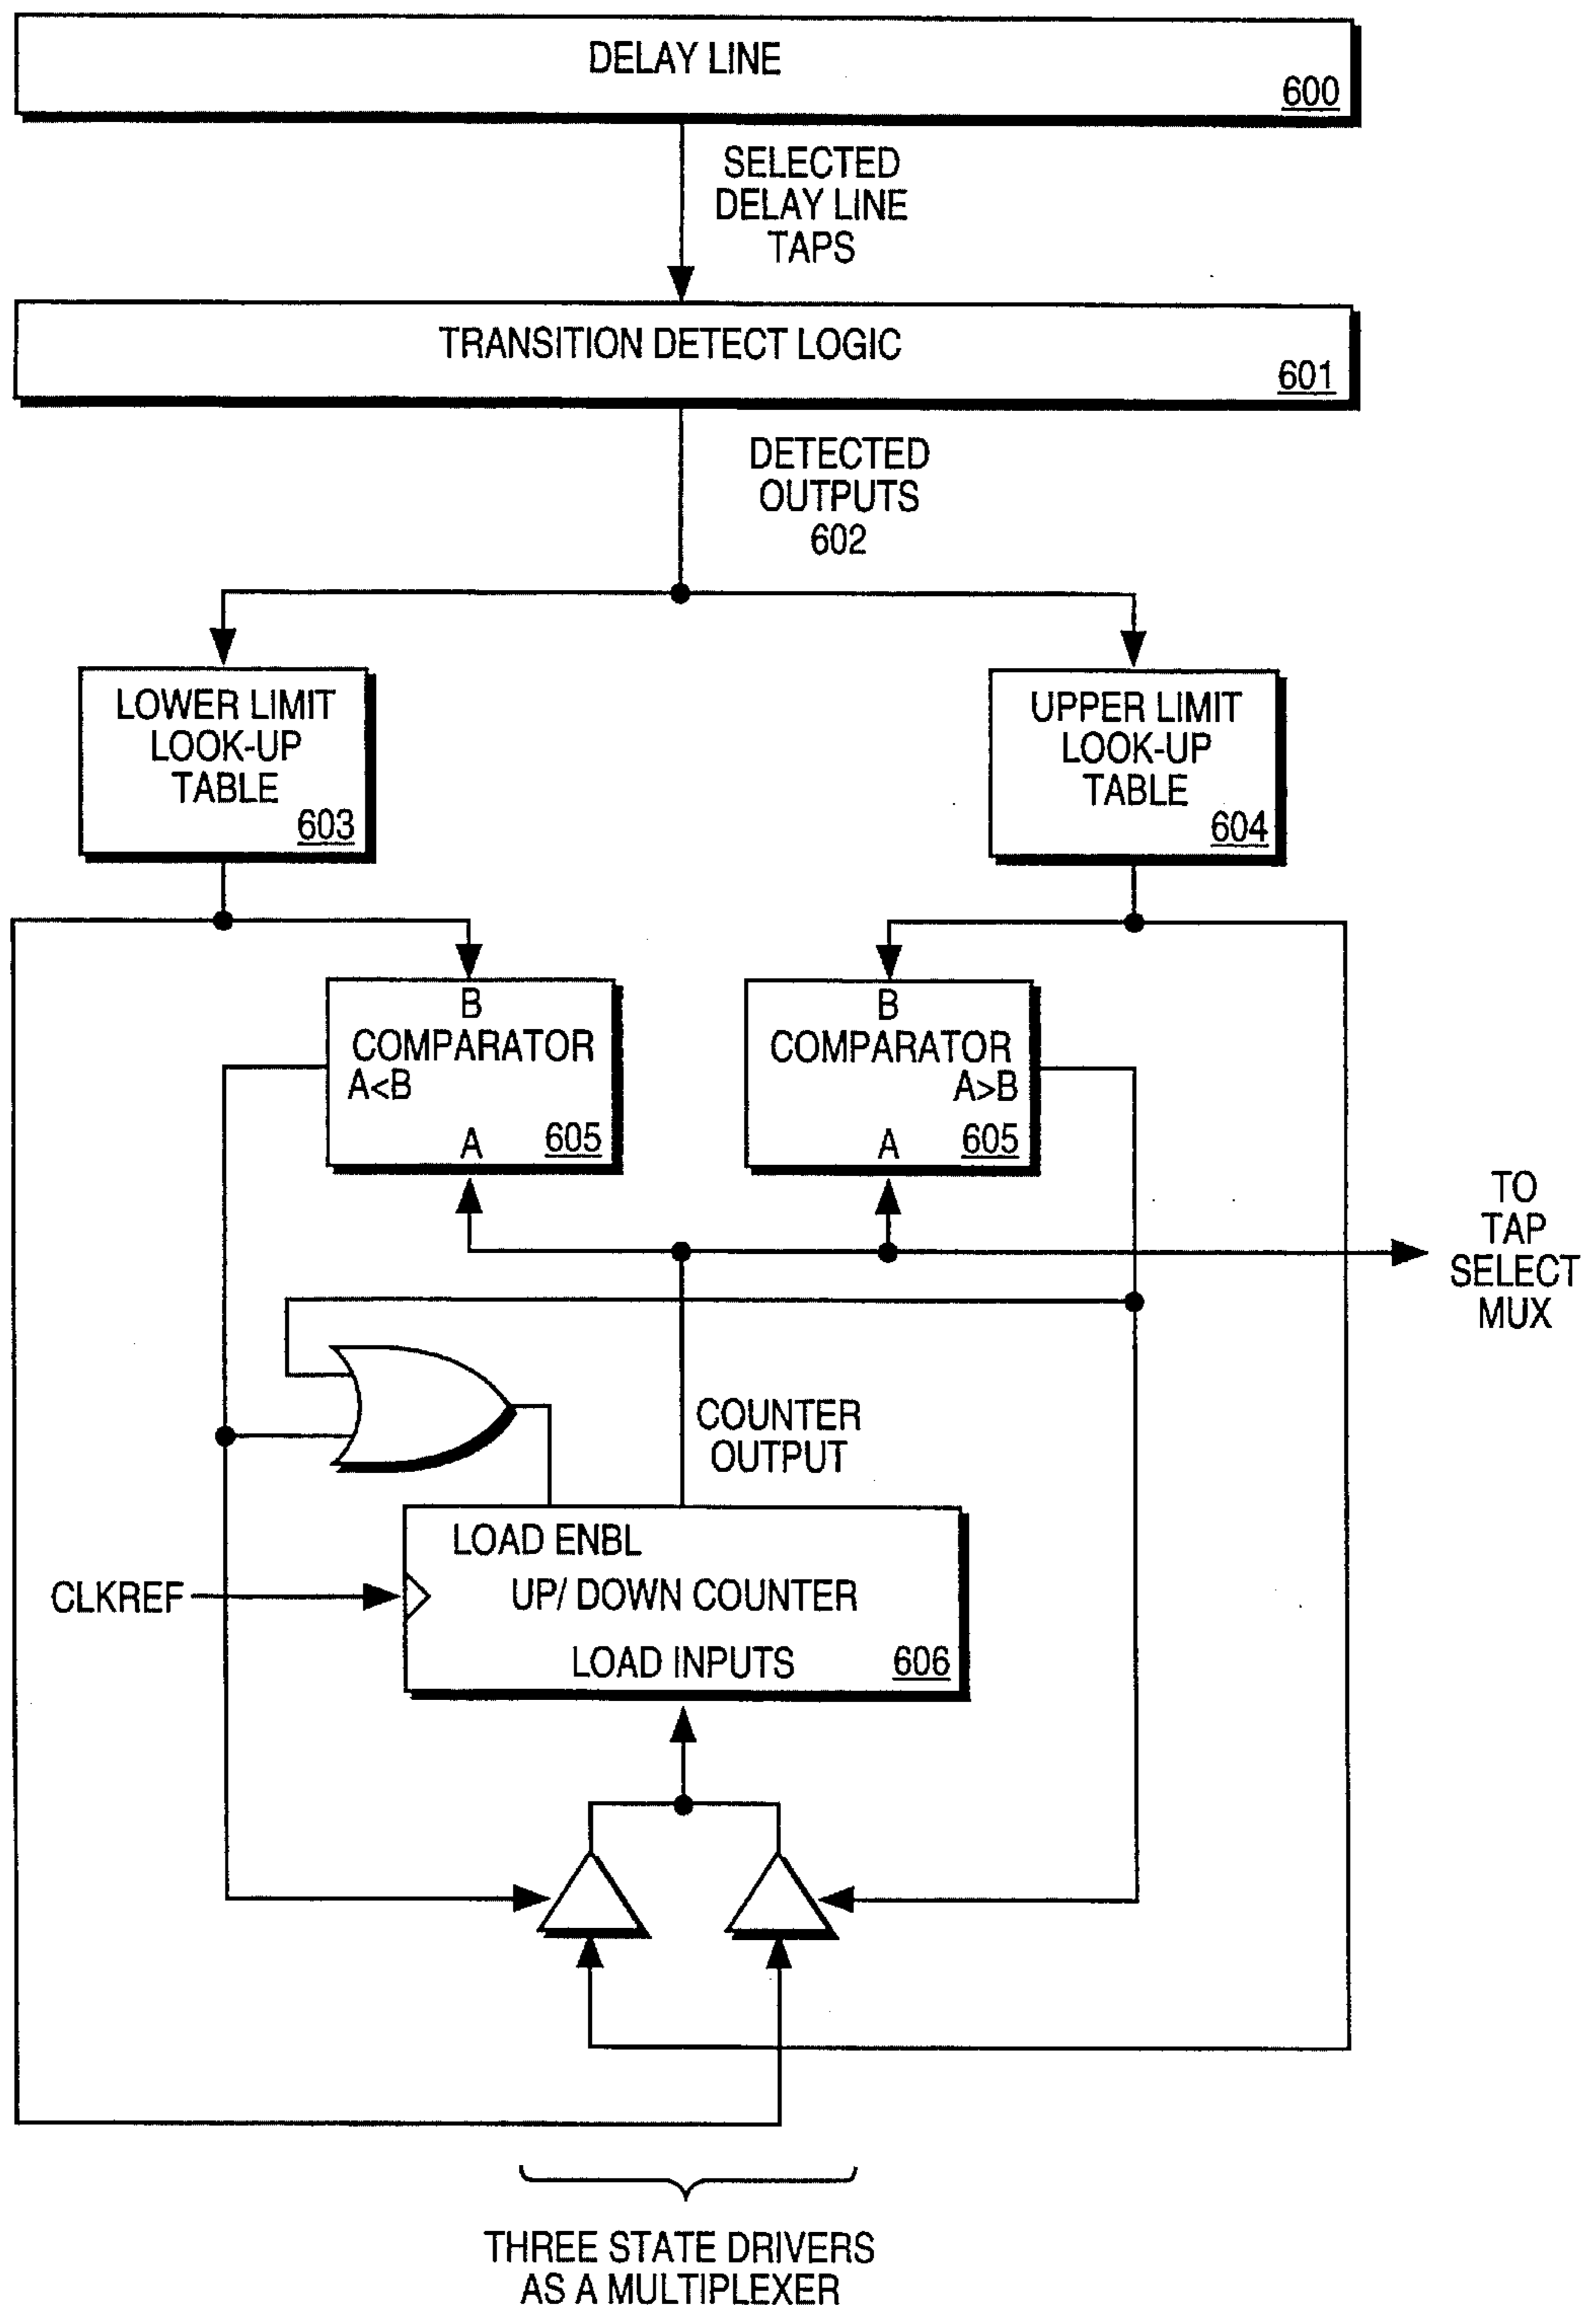 DELAY LINE
600
SELECTED
DELAY LINE
TAPS
TRANSITION DETECT LOGIC
601
DETECTED
OUTPUTS
602
LOWER LIMIT
LOOK-UP
TABLE
603
UPPER LIMIT
LOOK-UP
TABLE
604
B
COMPARATOR
A<B
A
605
B
COMPARATOR
A>B
A
605
TO
TAP
SELECT
MUX
COUNTER
OUTPUT
LOAD ENBL
CLKREF
UP/ DOWN COUNTER
LOAD INPUTS
606
THREE STATE DRIVERS
AS A MULTIPLEXER